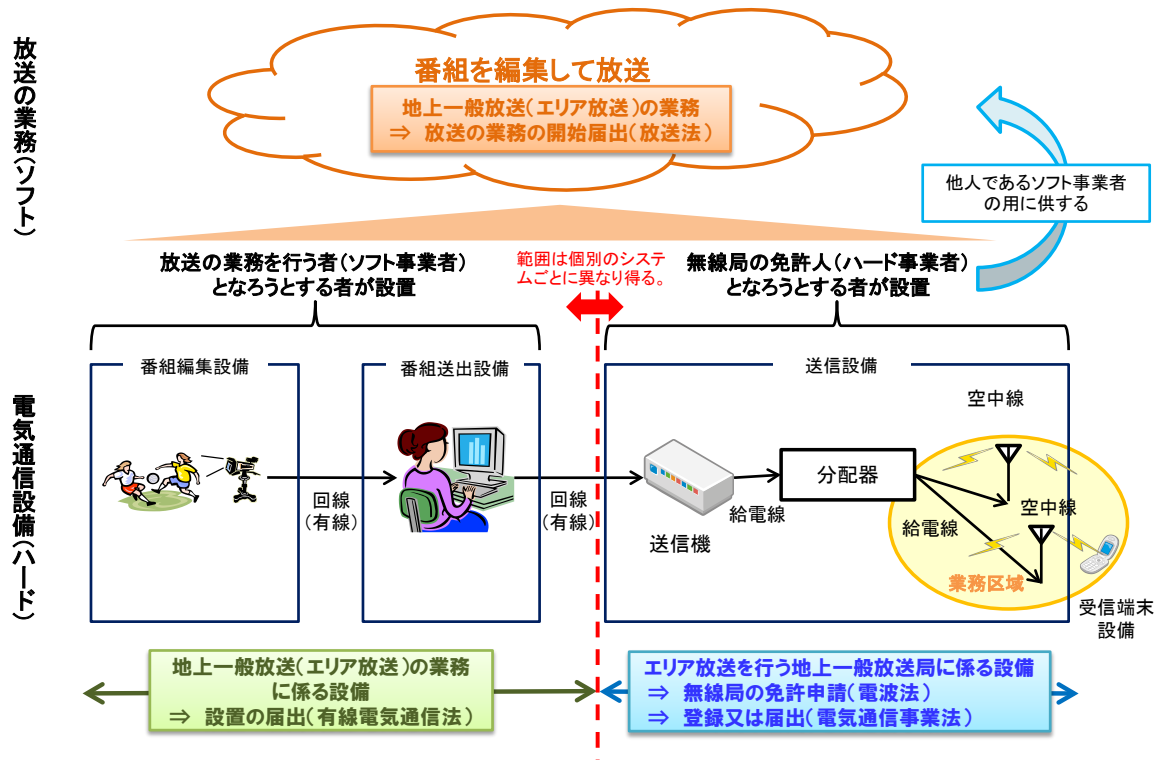 放送の業務(ソフト)
番組を編集して放送
地上一般放送(エリア放送)の業務
⇒ 放送の業務の開始届出(放送法)
他人であるソフト事業者
の用に供する
放送の業務を行う者(ソフト事業者)
となろうとする者が設置
範囲は個別のシステ
ムごとに異なり得る。
無線局の免許人(ハード事業者)
となろうとする者が設置
電気通信設備(ハード)
番組編集設備
番組送出設備
送信設備
回線
(有線)
回線
(有線)
送信機
給電線
分配器
給電線
空中線
空中線
業務区域
受信端末
設備
地上一般放送(エリア放送)の業務
に係る設備
⇒ 設置の届出(有線電気通信法)
エリア放送を行う地上一般放送局に係る設備
⇒ 無線局の免許申請(電波法)
⇒ 登録又は届出(電気通信事業法)